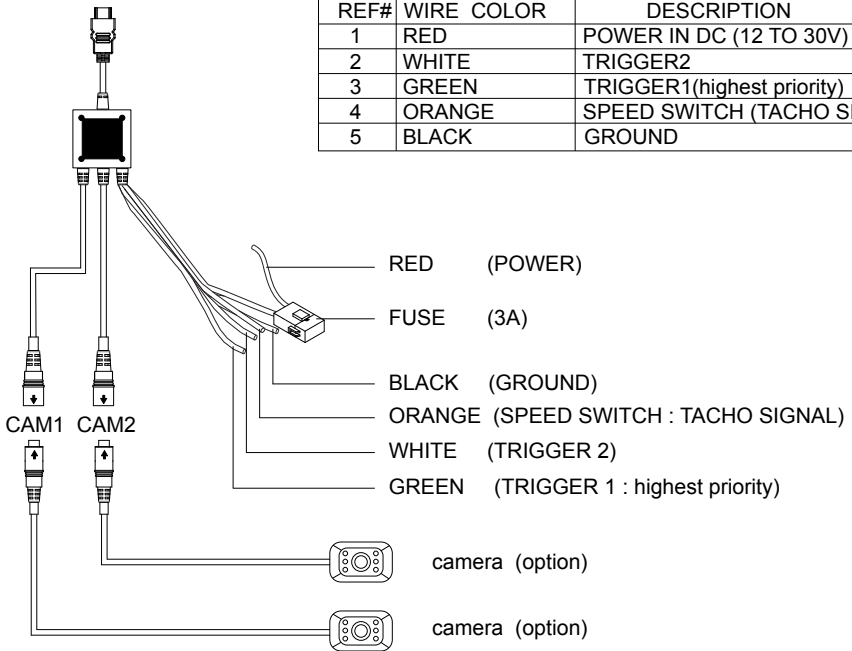 REF# WIRE COLOR DESCRIPTION
1 RED POWER IN DC (12 TO 30V)
2 WHITE TRIGGER2
3 GREEN TRIGGER1(highest priority)
4 ORANGE SPEED SWITCH (TACHO
5 BLACK GROUND
RED (POWER)
FUSE (3A)
BLACK (GROUND)
ORANGE (SPEED SWITCH : TACHO SIGNAL)
WHITE (TRIGGER 2)
GREEN (TRIGGER 1 : highest priority)
CAM1 CAM2
camera (option)
camera (option)